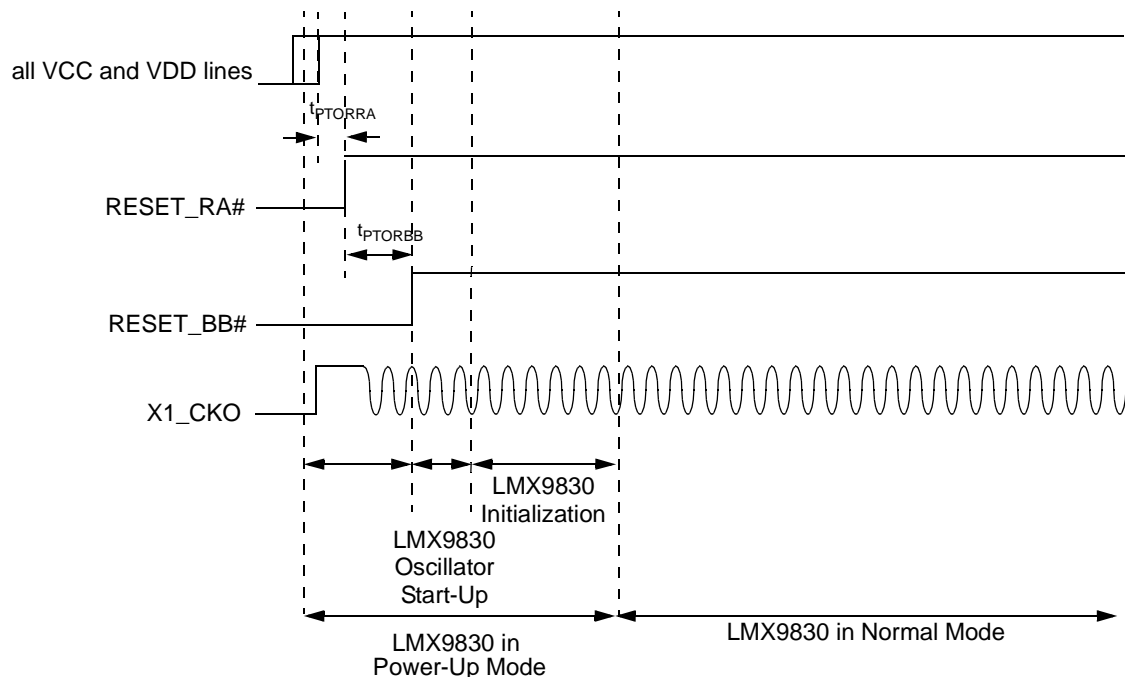 all VCC and VDD lines
tPTORRA
RESET_RA#
tPTORBB
RESET_BB#
X1_CKO
LMX9830
Initialization
LMX9830
Oscillator
Start-Up
LMX9830 in
Power-Up Mode
LMX9830 in Normal Mode